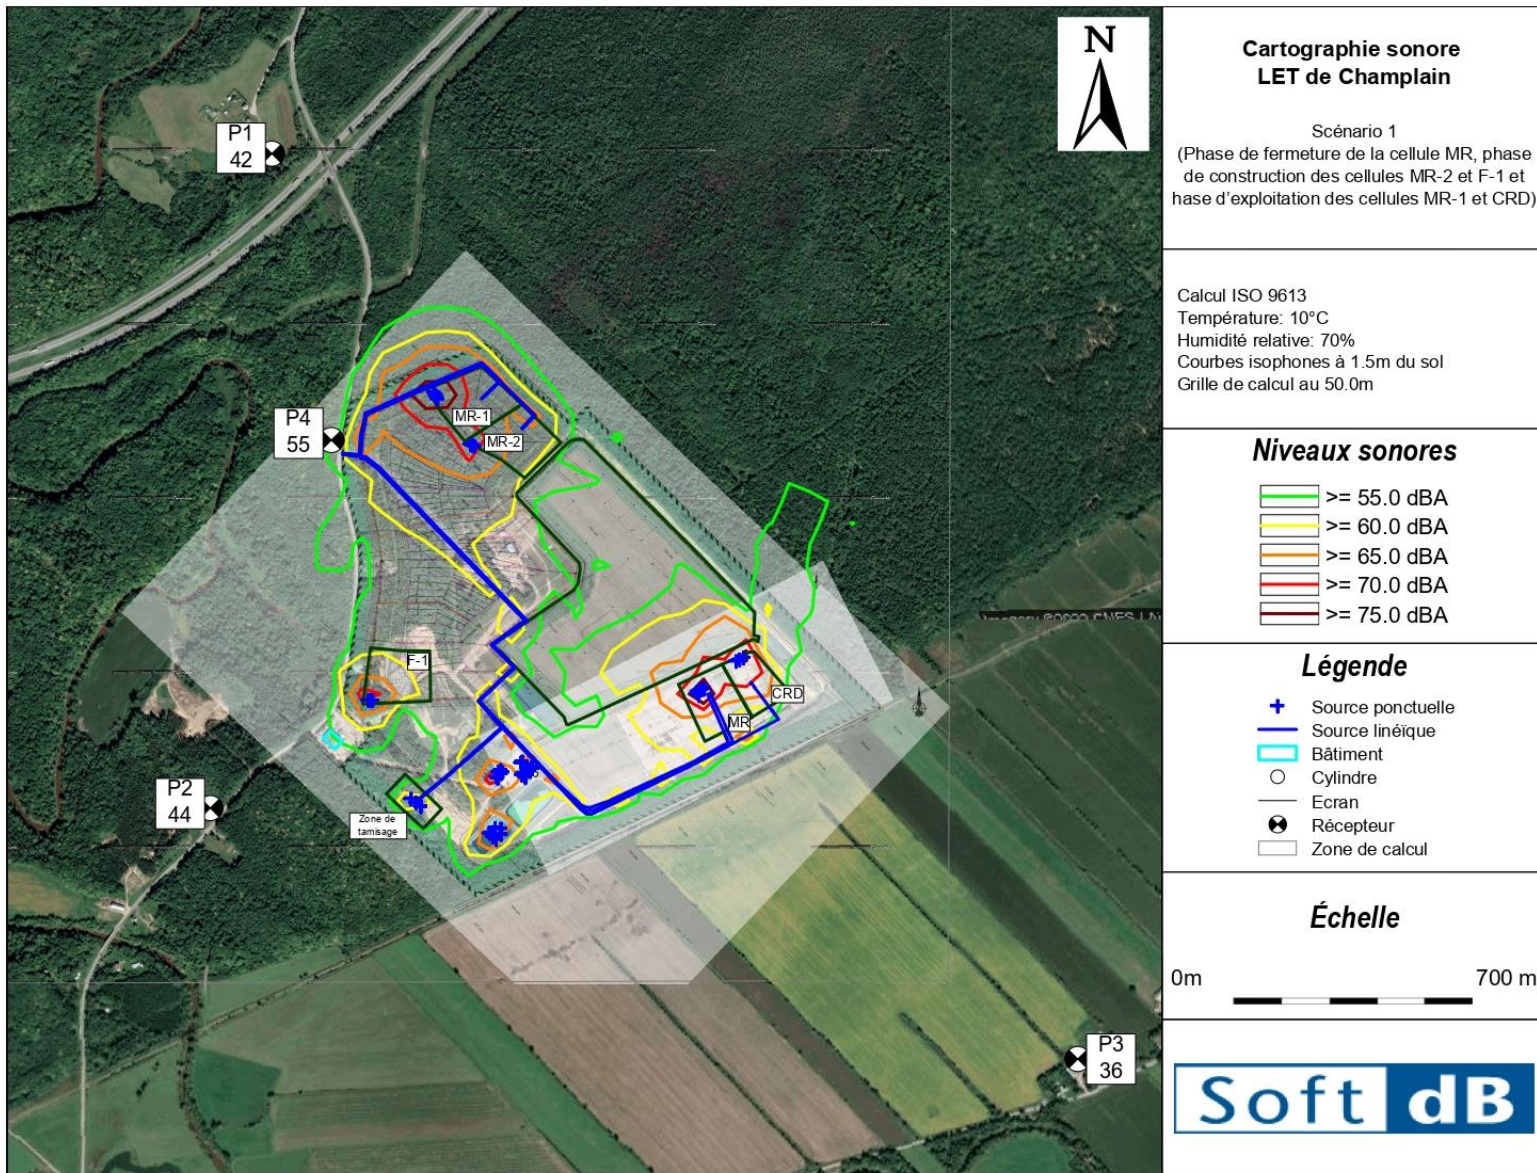 N
P1
42
P4
55
MR-1
MR-2
F-1
CRD
MR
P2
44
Zone de
tamisage
P3
36
Cartographie sonore
LET de Champlain
Scénario 1
(Phase de fermeture de la cellule MR, phase
de construction des cellules MR-2 et F-1 et
hase d'exploitation des cellules MR-1 et CRD)
Calcul ISO 9613
Température: 10°C
Humidité relative: 70%
Courbes isophones à 1.5m du sol
Grille de calcul au 50.0m
Niveaux sonores
>= 55.0 dBA
>= 60.0 dBA
>= 65.0 dBA
>= 70.0 dBA
>= 75.0 dBA
Légende
Source ponctuelle
Source linéïque
Bâtiment
Cylindre
Ecran
Récepteur
Zone de calcul
Échelle
0m 700 m
Soft dB